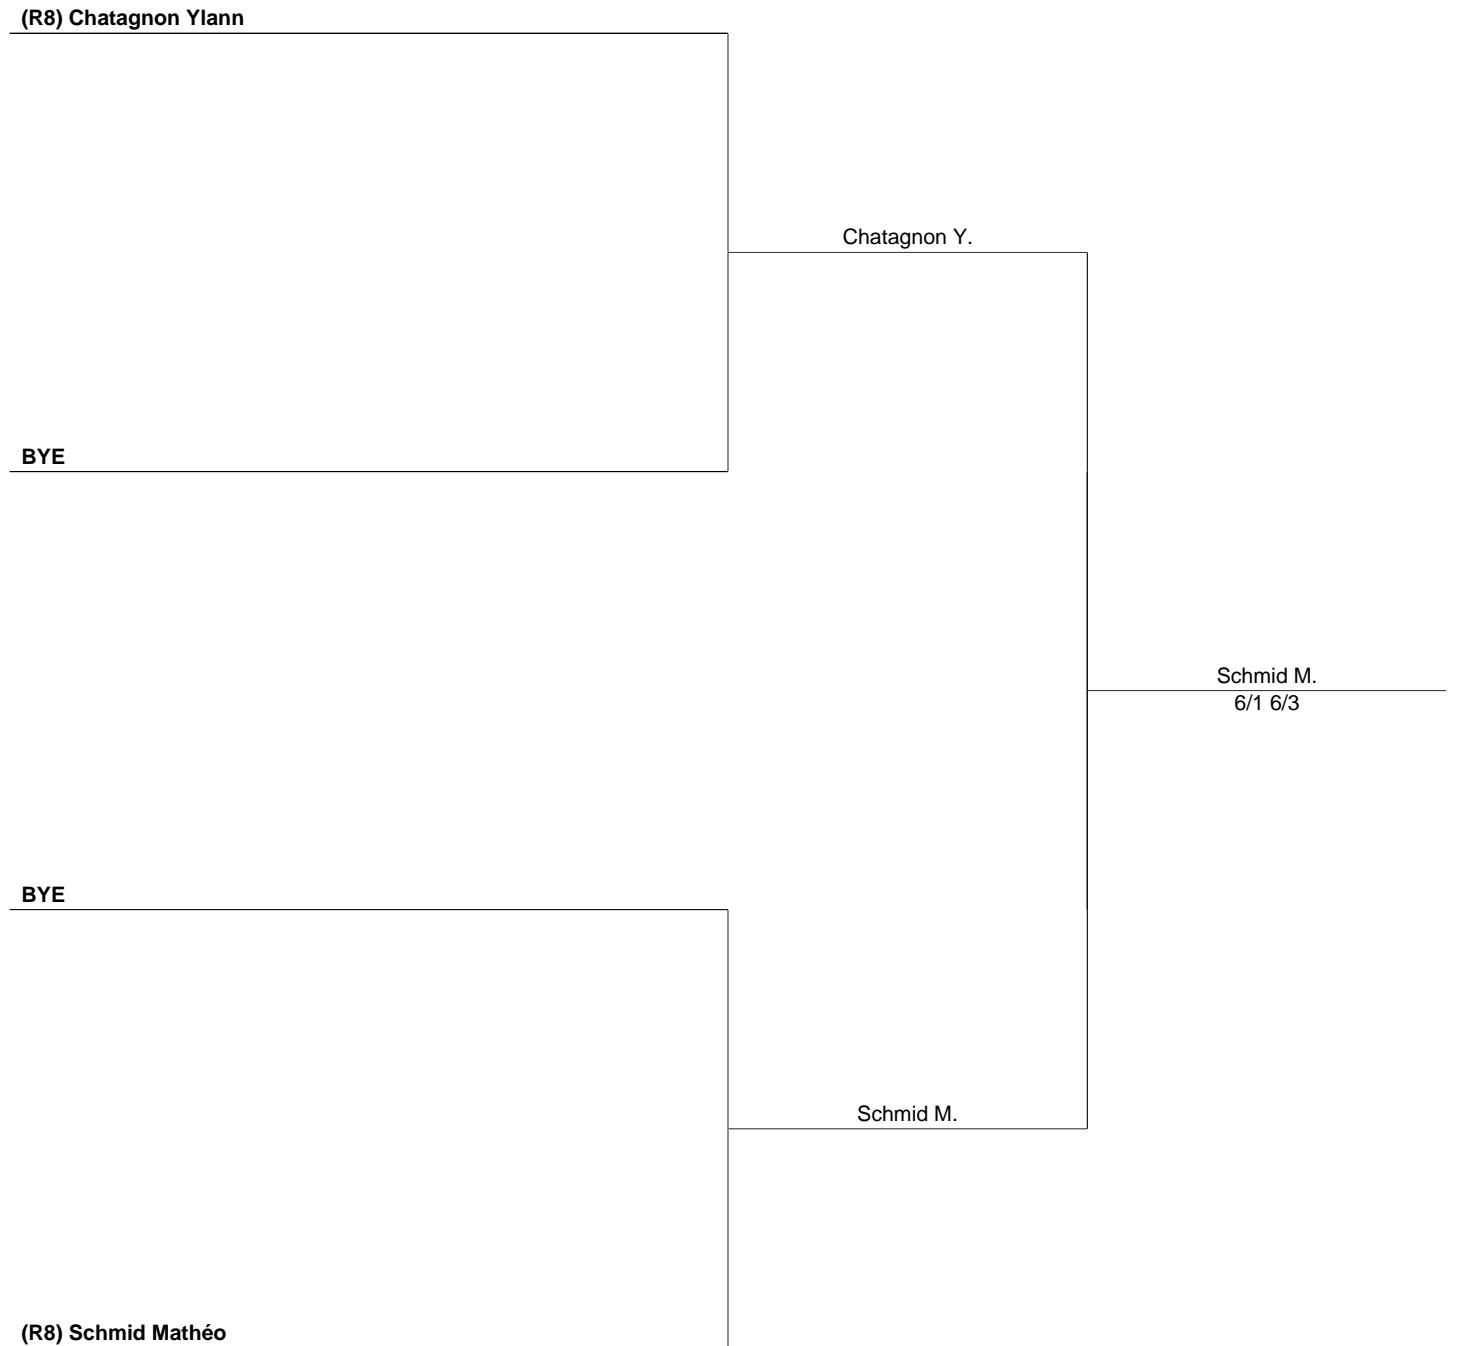 (R8) Chatagnon Ylann
Chatagnon Y.
BYE
Schmid M.
6/1 6/3
BYE
Schmid M.
(R8) Schmid Mathéo